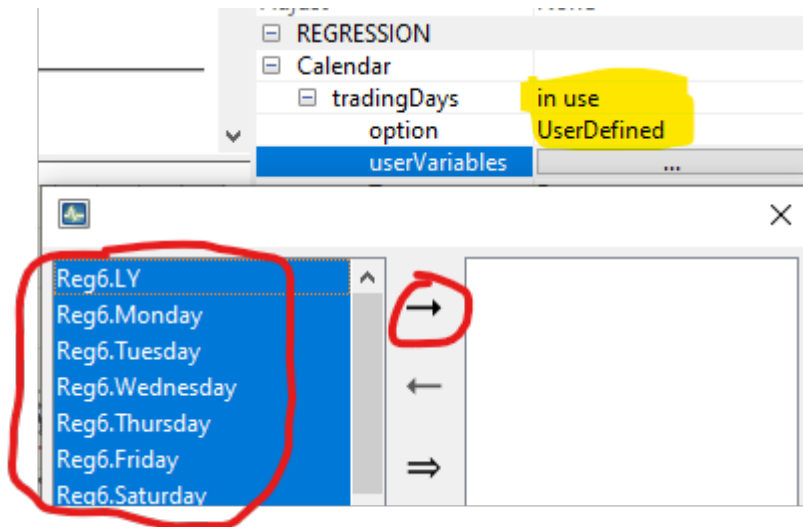 REGRESSION
Calendar
tradingDays in use
option UserDefined
userVariables ...
Reg6.LY
Reg6.Monday
Reg6.Tuesday
Reg6.Wednesday
Reg6.Thursday
Reg6.Friday
Reg6.Saturday